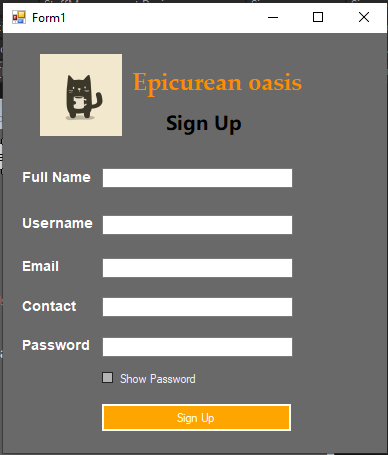 Form1
Epicurean oasis
Sign Up
Full Name
Username
Email
Contact
Password
Show Password
Sign Up